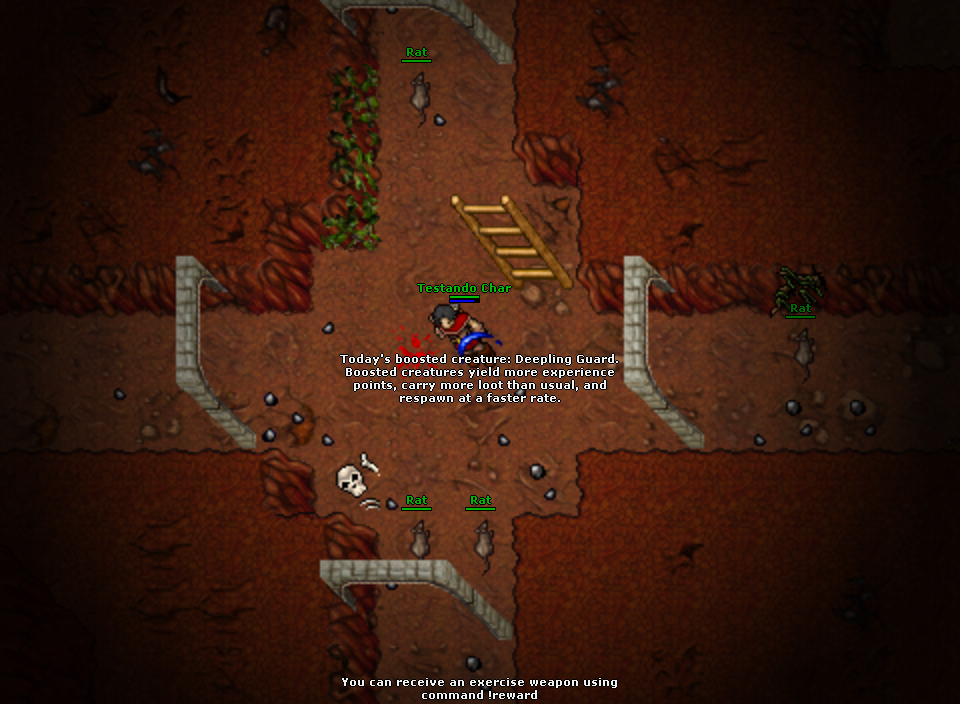 Rat
Testando Char
Rat
Today's boosted creature: Deepling Guard.
Boosted creatures yield more experience
points, carry more loot than usual, and
respawn at a faster rate.
Rat
Rat
You can receive an exercise weapon using
command !reward